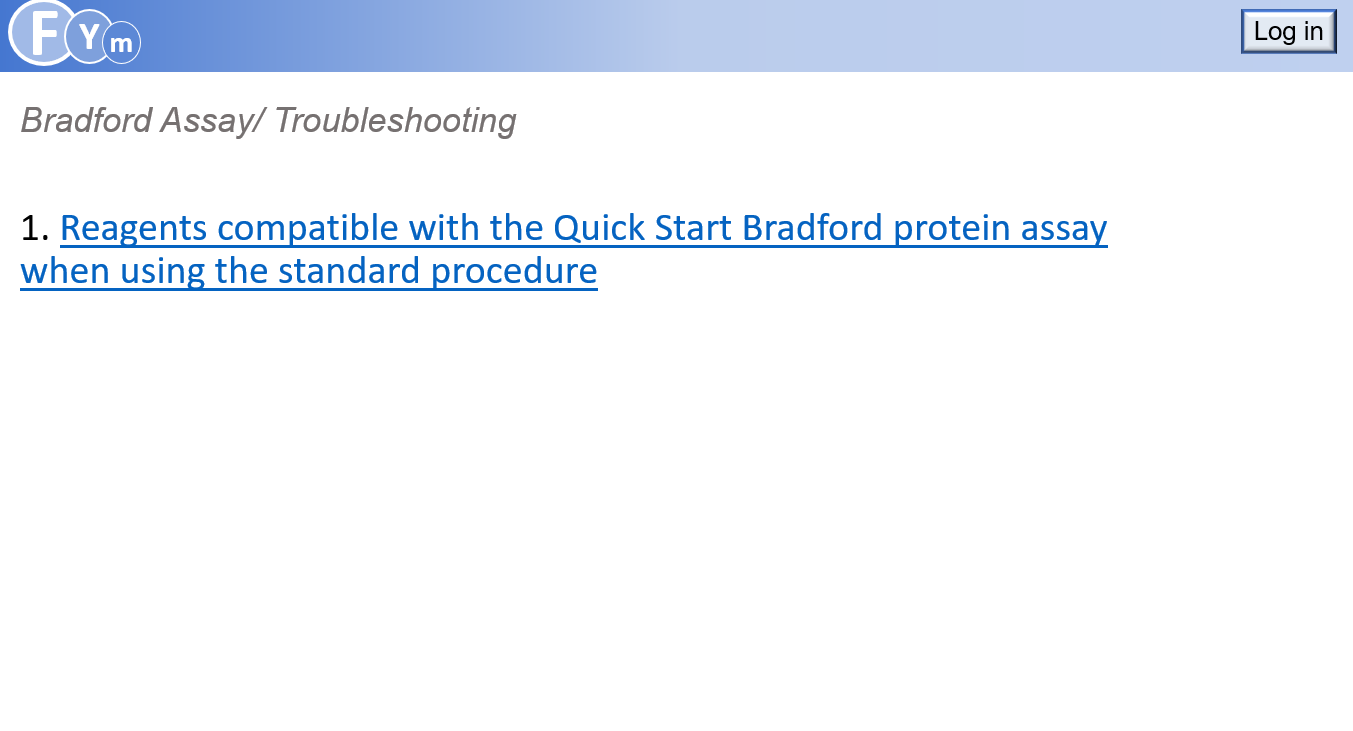 F Y m
Log in
Bradford Assay/ Troubleshooting
1. Reagents compatible with the Quick Start Bradford protein assay
when using the standard procedure